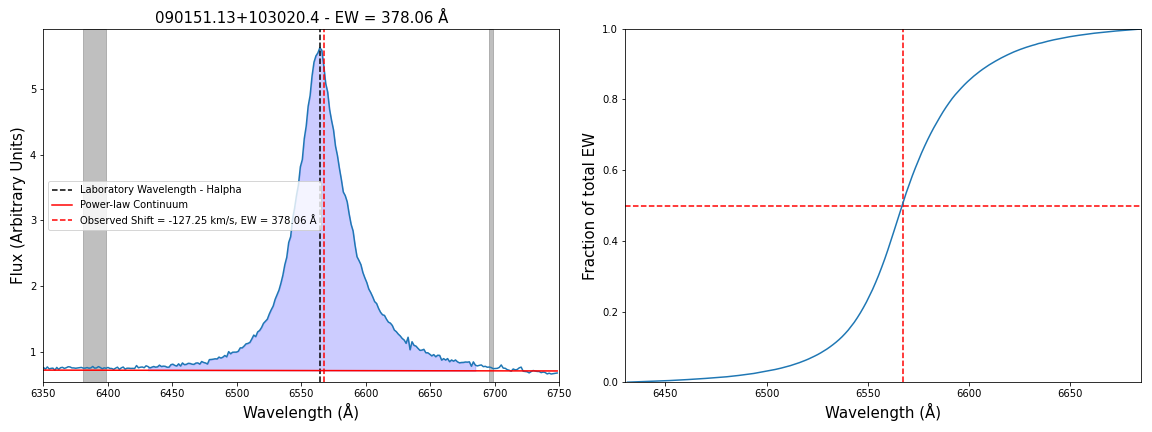 090151.13+103020.4 - EW = 378.06 Å
Flux (Arbitrary Units)
5
4
3
2
1
Laboratory Wavelength - Halpha
Power-law Continuum
Observed Shift = -127.25 km/s, EW = 378.06 Å
6350 6400 6450 6500 6550 6600 6650 6700 6750
Wavelength (Å)
Fraction of total EW
1.0
0.8
0.6
0.4
0.2
0.0
6450 6500 6550 6600 6650
Wavelength (Å)